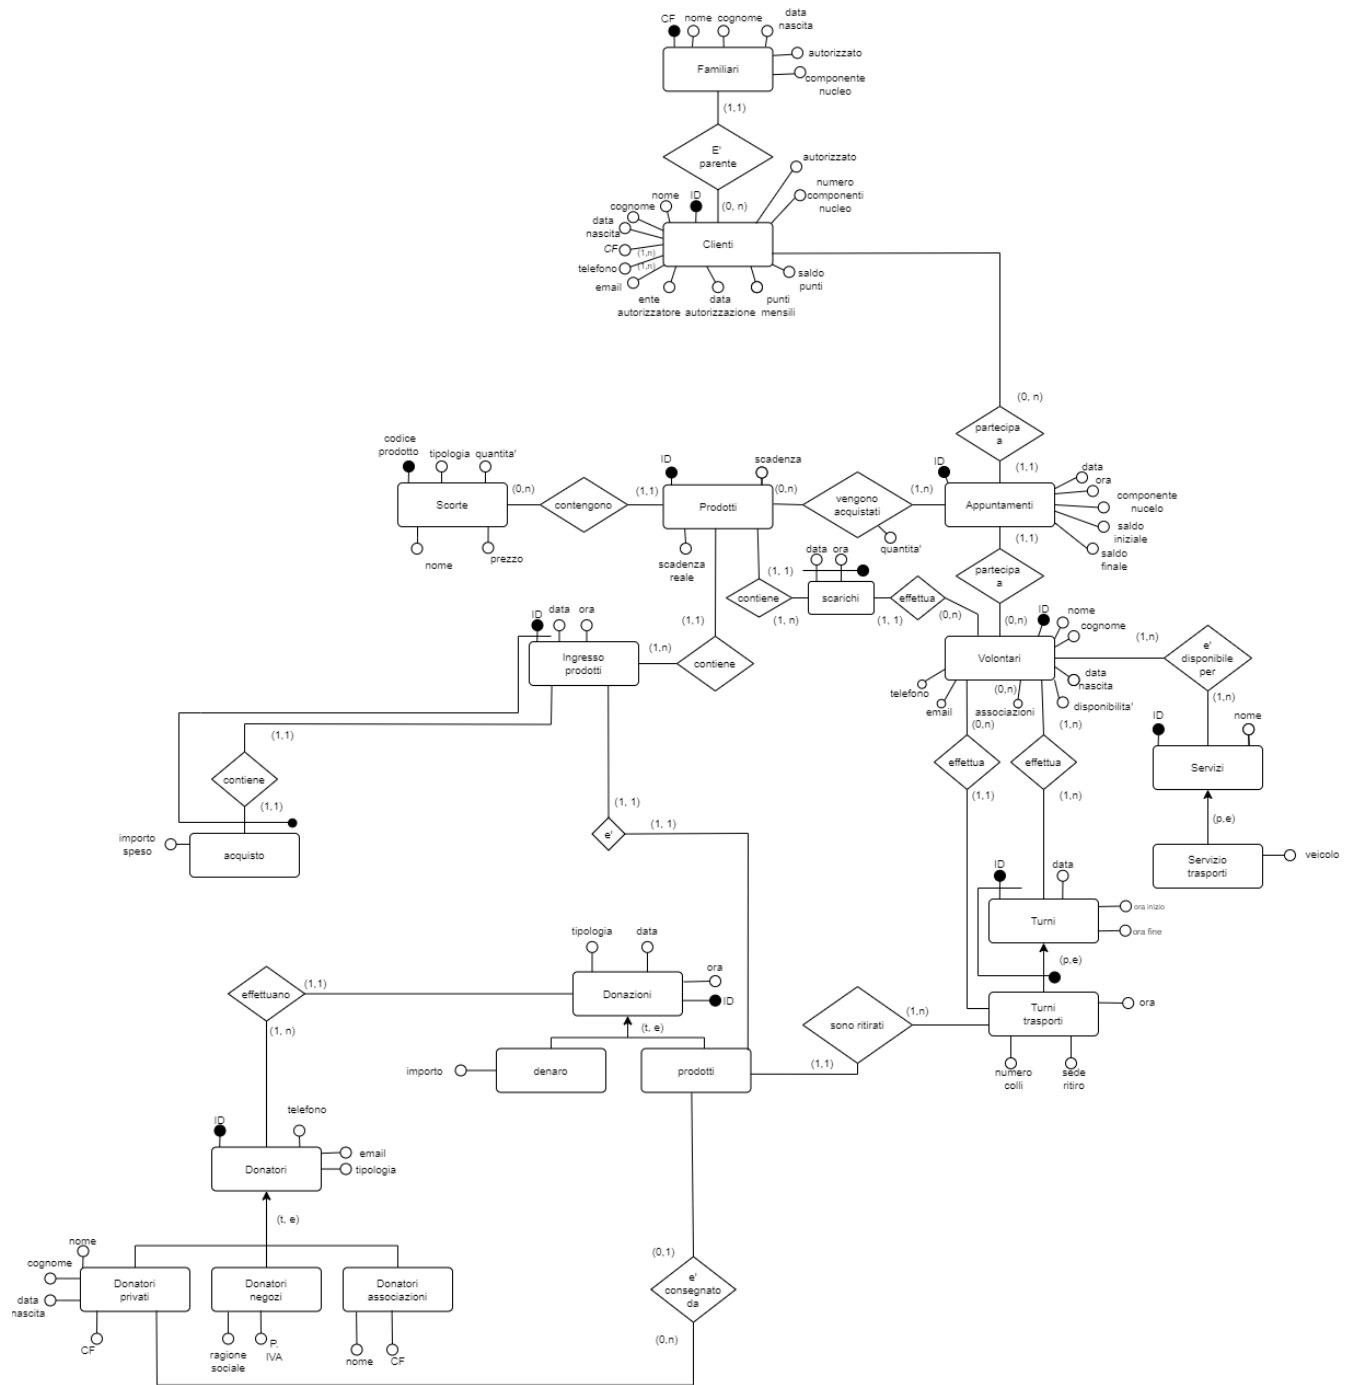 CF nome cognome data
nascita
autorizzato
Familiari
componente
nucleo
(1,1)
E'
parente
autorizzato
numero
componenti
nucleo
nome ID
cognome
(0, n)
data
nascita
Clienti
CF
(1,n)
telefono
(1,n)
email
saldo
punti
ente
autorizzatore
data
autorizzazione
punti
mensili
(0, n)
partecipa
a
(1,1)
codice
prodotto
tipologia quantita'
ID
scadenza
ID
data
ora
(0,n)
(1,1)
(0,n)
(1,n)
componente
nucelo
Scorte
contengono
Prodotti
vengono
acquistati
Appuntamenti
saldo
iniziale
saldo
finale
nome
prezzo
scadenza
reale
quantita'
(1,1)
data ora
(1, 1)
partecipa
a
contiene
scarichi
effettua
(1, n)
(1, 1)
(0,n)
(0,n)
ID
nome
cognome
ID
data
ora
(1,1)
(1,n)
Ingresso
prodotti
(1,n)
contiene
Volontari
e'
disponibile
per
data
nascita
telefono
(0,n)
(1,n)
email
associazioni
disponibilita'
(0,n)
(1,n)
ID
nome
(1,1)
contiene
effettua
effettua
Servizi
(1,1)
(1,1)
(1,n)
(1, 1)
(p,e)
importo
speso
(1, 1)
e'
acquisto
Servizio
trasporti
veicolo
ID
data
ora inizio
Turni
ora fine
tipologia
data
(p,e)
ora
effettuano
(1,1)
Donazioni
ID
ora
(1, n)
(t, e)
sono ritirati
(1,n)
Turni
trasporti
importo
denaro
prodotti
(1,1)
numero
colli
sede
ritiro
ID
telefono
email
Donatori
tipologia
(t, e)
nome
(0,1)
cognome
Donatori
privati
Donatori
negozi
Donatori
associazioni
e'
consegnato
da
data
nascita
(0,n)
CF
ragione
sociale
P.
IVA
nome
CF